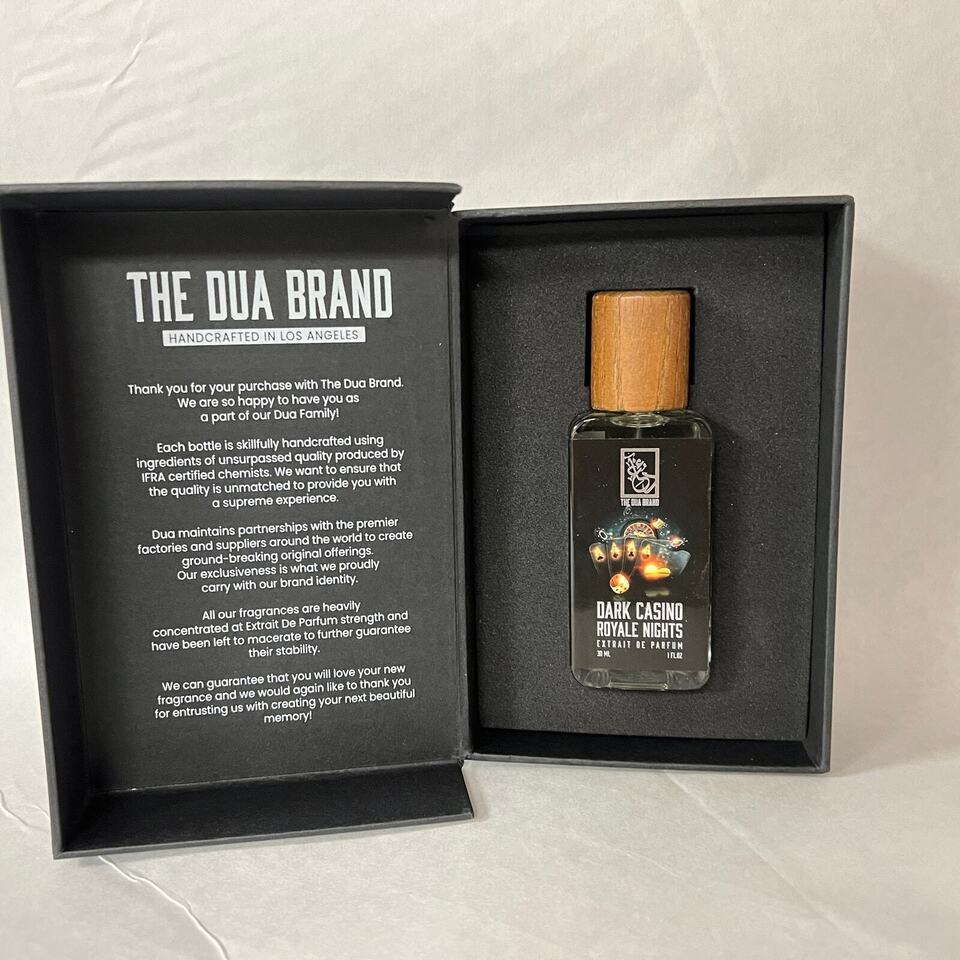 THE DUA BRAND
HANDCRAFTED IN LOS ANGELES
Thank you for your purchase with The Dua Brand.
We are so happy to have you as
a part of our Dua Family!
Each bottle is skillfully handcrafted using
ingredients of unsurpassed quality produced by
IFRA certified chemists. We want to ensure that
the quality is unmatched to provide you with
a supreme experience.
Dua maintains partnerships with the premier
factories and suppliers around the world to create
ground-breaking original offerings.
Our exclusiveness is what we proudly
carry with our brand identity.
All our fragrances are heavily
concentrated at Extrait De Parfum strength and
have been left to macerate to further guarantee
their stability.
We can guarantee that you will love your new
fragrance and we would again like to thank you
for entrusting us with creating your next beautiful
memory!
THE DUA BRAND
DARK CASINO
ROYALE NIGHTS
EXTRAIT DE PARFUM
30 ML 1 FL OZ